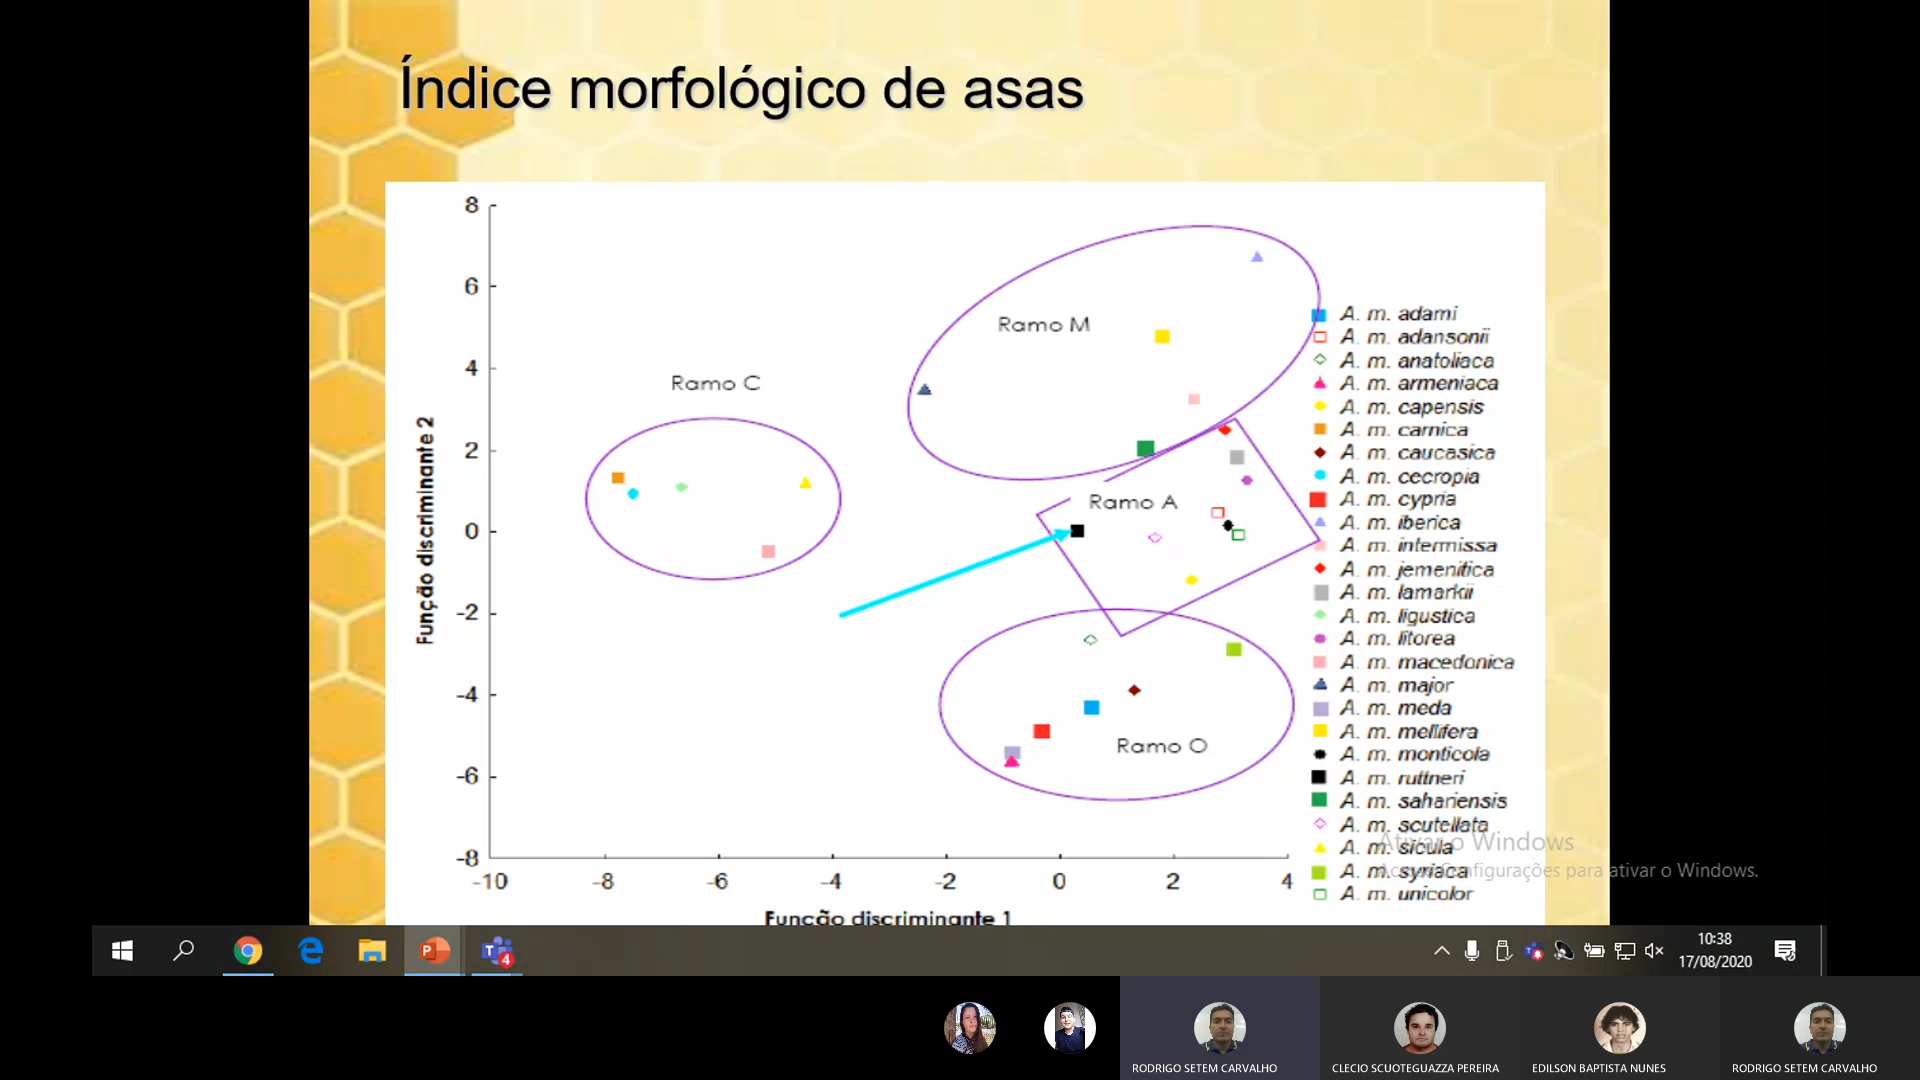 Índice morfológico de asas
8
6
4
2
0
-2
-4
-6
-8
Função discriminante 2
Ramo M
Ramo C
Ramo A
Ramo O
-10 -8 -6 -4 -2 0 2 4
Função discriminante 1
A. m. adami
A. m. adansonii
A. m. anatoliaca
A. m. armeniaca
A. m. capensis
A. m. carnica
A. m. caucasica
A. m. cecropia
A. m. cypria
A. m. iberica
A. m. intermissa
A. m. jemenitica
A. m. lamarkii
A. m. ligustica
A. m. litorea
A. m. macedonica
A. m. major
A. m. meda
A. m. mellifera
A. m. monticola
A. m. ruttneri
A. m. sahariensis
A. m. scutellata
A. m. sicula
A. m. syriaca
A. m. unicolor
Ativar o Windows
Acesse Configurações para ativar o Windows.
P
T
4
10:38
17/08/2020
RODRIGO SETEM CARVALHO
CLECIO SCUOTEGUAZZA PEREIRA
EDILSON BAPTISTA NUNES
RODRIGO SETEM CARVALHO